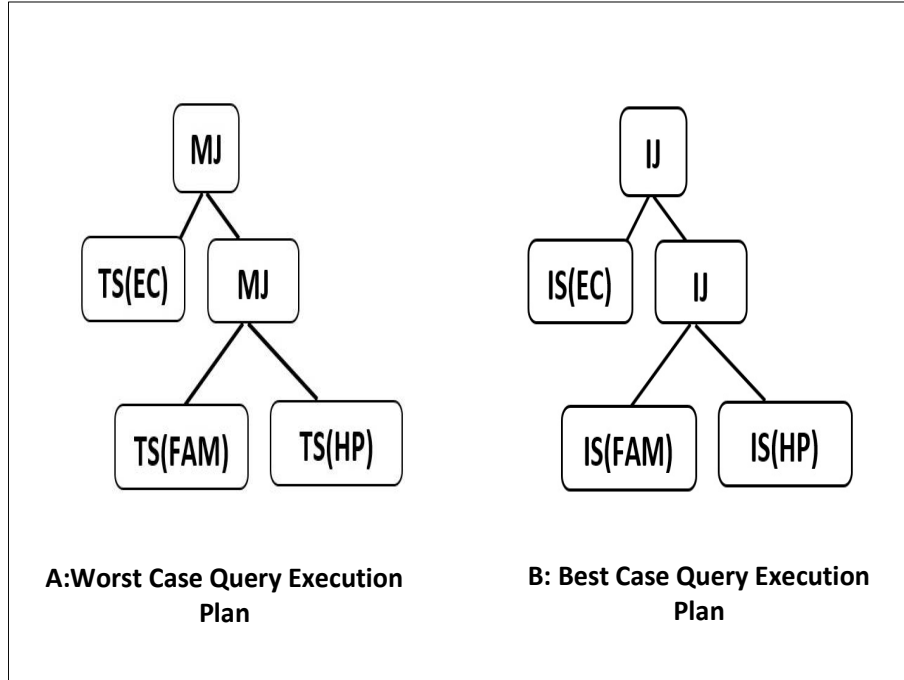 MJ
IJ
TS(EC)
MJ
IS(EC)
IJ
TS(FAM)
TS(HP)
IS(FAM)
IS(HP)
A:Worst Case Query Execution
Plan
B: Best Case Query Execution
Plan